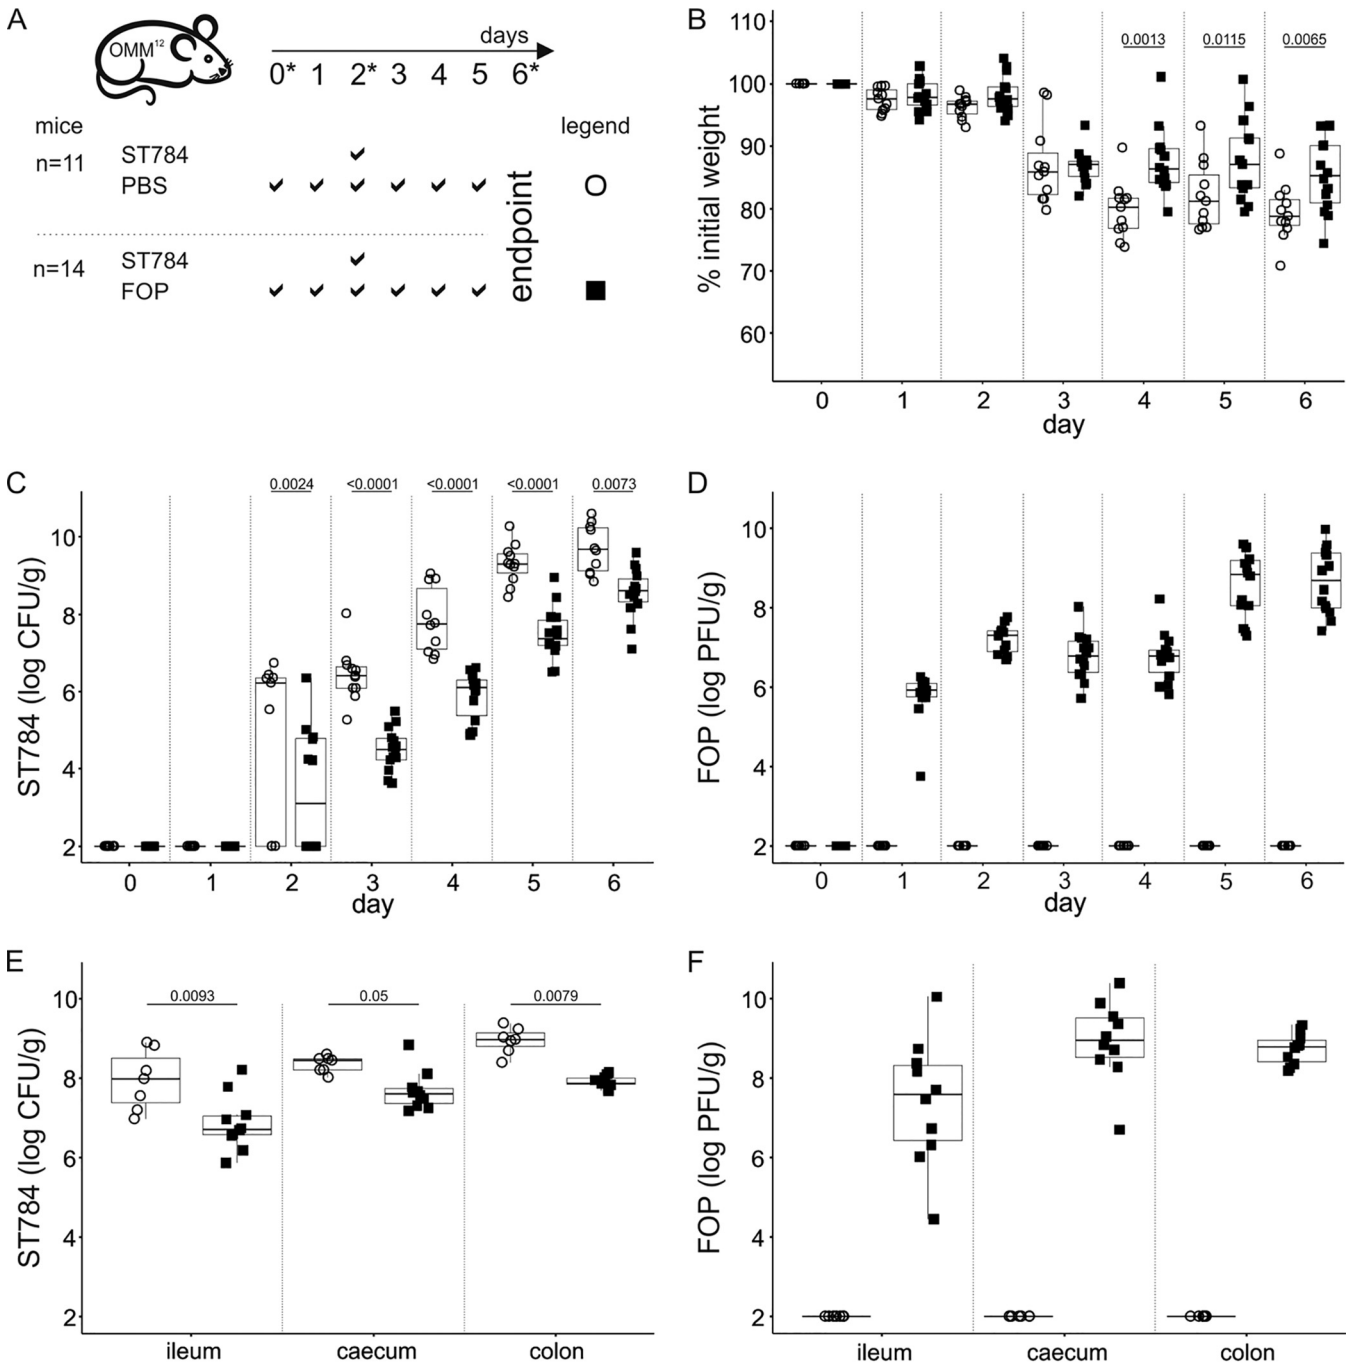 A
OMM12
days
0* 1 2* 3 4 5 6*
mice
legend
n=11
ST784
PBS
endpoint
n=14
ST784
FOP
B
% initial weight
110
100
90
80
70
60
0.0013
0.0115
0.0065
0 1 2 3 4 5 6
day
C
ST784 (log CFU/g)
10
8
6
4
2
0.0024
<0.0001
<0.0001
<0.0001
0.0073
0 1 2 3 4 5 6
day
D
FOP (log PFU/g)
10
8
6
4
2
0 1 2 3 4 5 6
day
E
ST784 (log CFU/g)
10
8
6
4
2
0.0093
0.05
0.0079
ileum caecum colon
F
FOP (log PFU/g)
10
8
6
4
2
ileum caecum colon